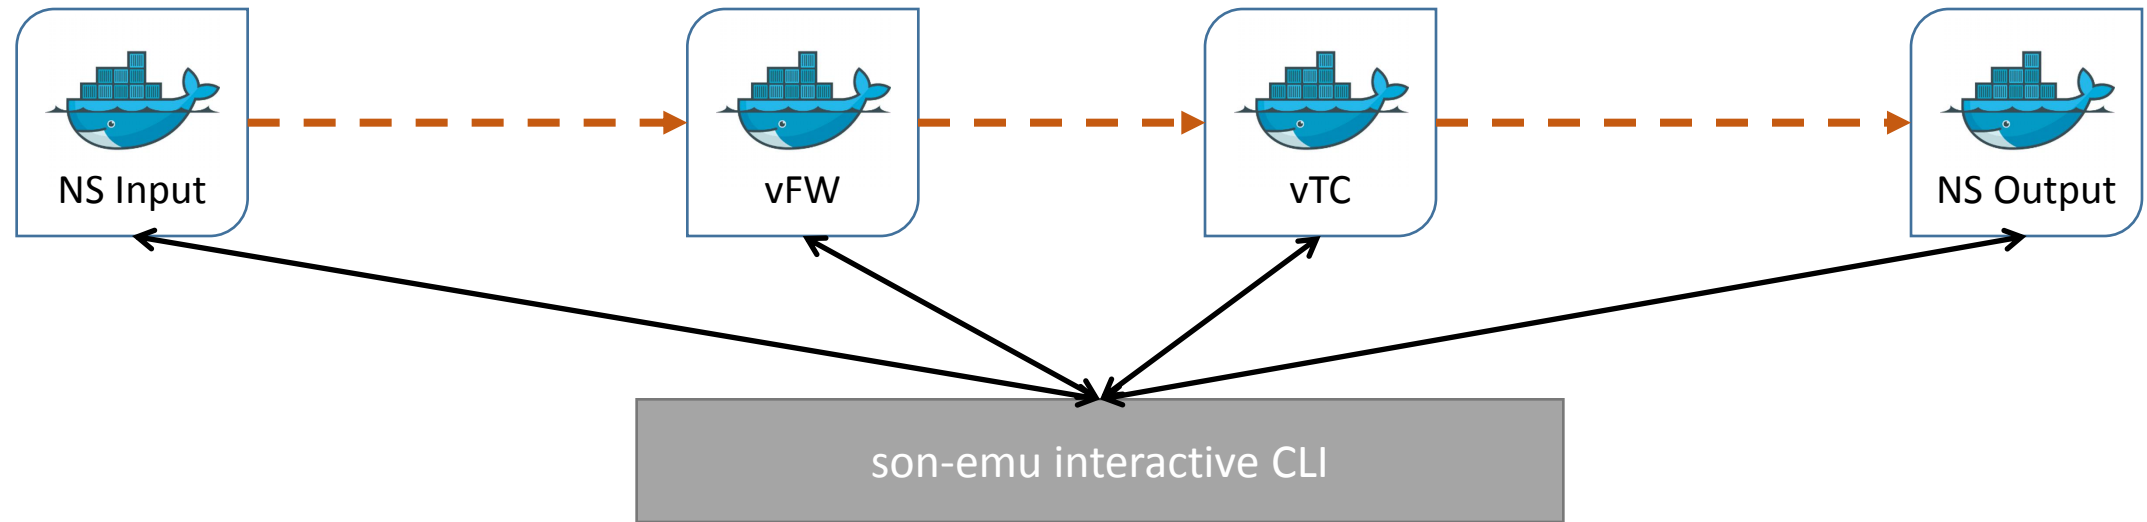 NS Input
vFW
vTC
NS Output
son-emu interactive CLI